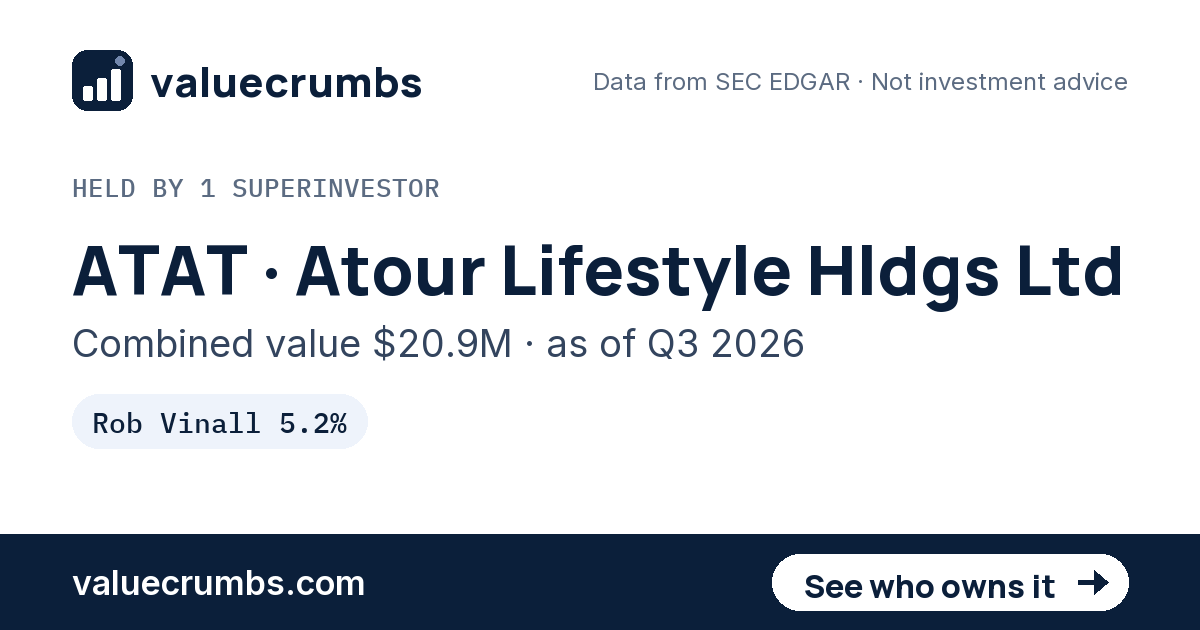 valuecrumbs
Data from SEC EDGAR · Not investment advice
HELD BY 1 SUPERINVESTOR
ATAT · Atour Lifestyle Hldgs Ltd
Combined value $20.9M · as of Q3 2026
Rob Vinall 5.2%
valuecrumbs.com
See who owns it →